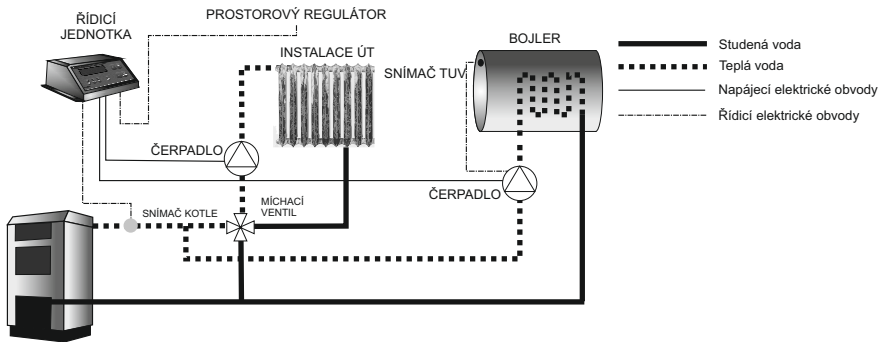 PROSTOROVÝ REGULÁTOR
ŘÍDICÍ
JEDNOTKA
INSTALACE ÚT
BOJLER
SNÍMAČ TUV
Studená voda
Teplá voda
Napájecí elektrické obvody
Řídicí elektrické obvody
ČERPADLO
ČERPADLO
SNÍMAČ KOTLE
MÍCHACÍ
VENTIL